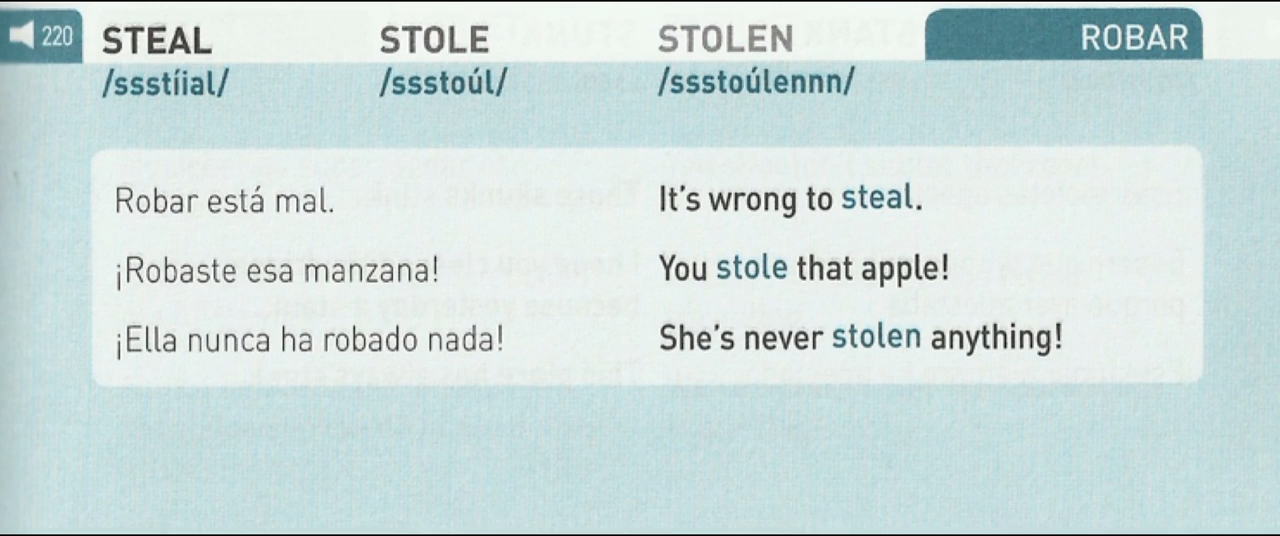 220 STEAL STOLE STOLEN ROBAR
/ssstíial/ /ssstoúl/ /ssstoúlennn/
Robar está mal. It's wrong to steal.
¡Robaste esa manzana! You stole that apple!
¡Ella nunca ha robado nada! She's never stolen anything!